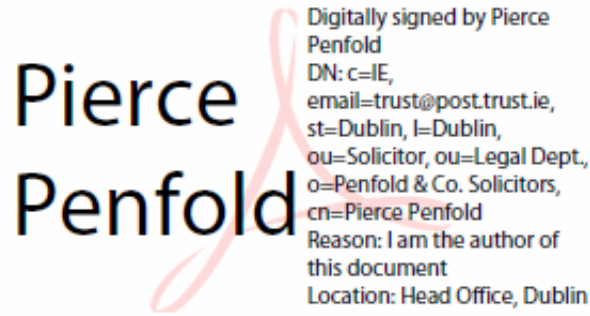 Pierce
Penfold
Digitally signed by Pierce
Penfold
DN: c=IE,
email=trust@post.trust.ie,
st=Dublin, l=Dublin,
ou=Solicitor, ou=Legal Dept.,
o=Penfold & Co. Solicitors,
cn=Pierce Penfold
Reason: I am the author of
this document
Location: Head Office, Dublin